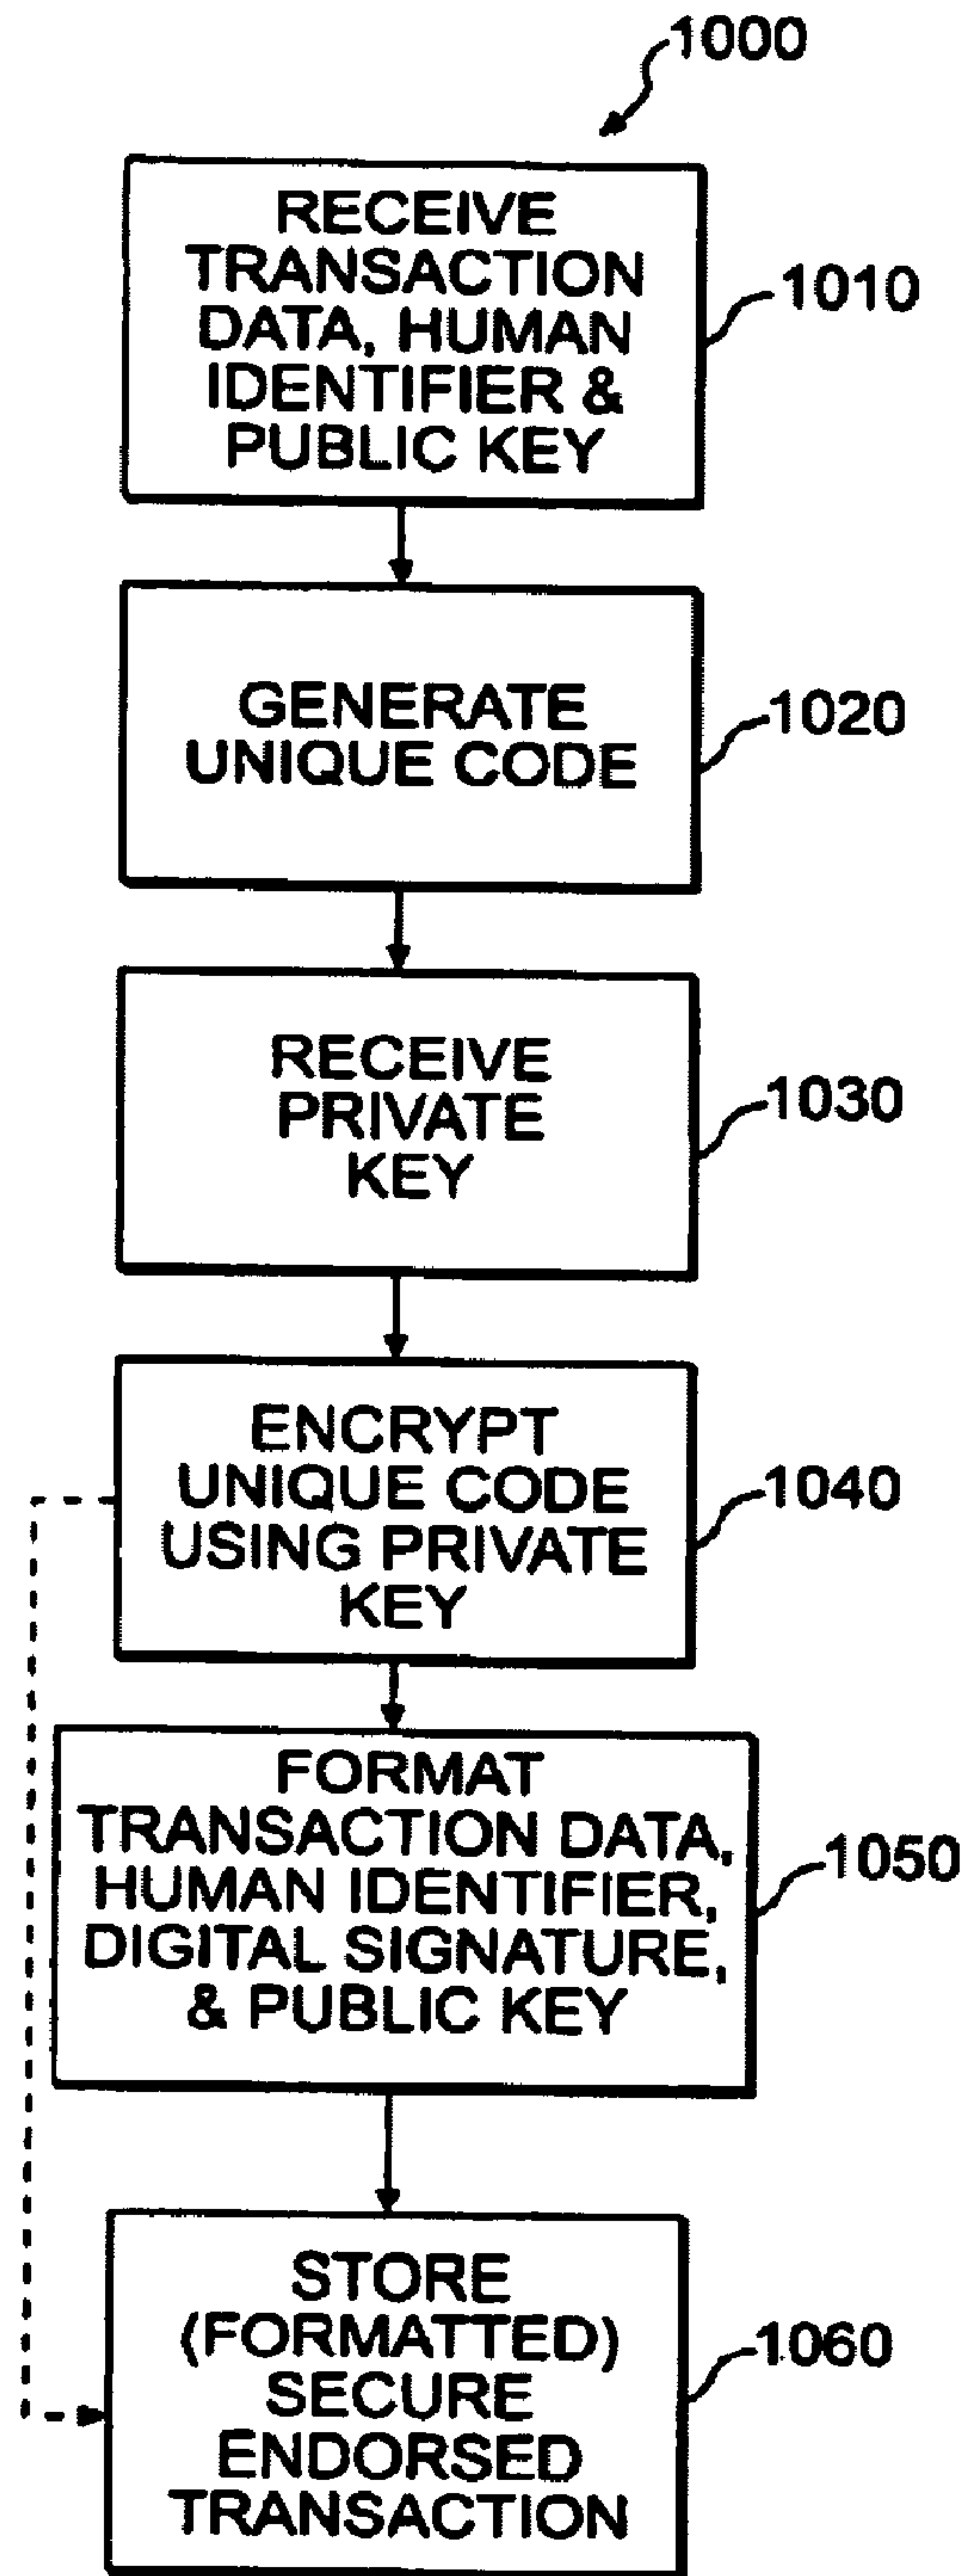 1000
RECEIVE
TRANSACTION
DATA, HUMAN
IDENTIFIER &
PUBLIC KEY
1010
GENERATE
UNIQUE CODE
1020
RECEIVE
PRIVATE
KEY
1030
ENCRYPT
UNIQUE CODE
USING PRIVATE
KEY
1040
FORMAT
TRANSACTION DATA,
HUMAN IDENTIFIER,
DIGITAL SIGNATURE,
& PUBLIC KEY
1050
STORE
(FORMATTED)
SECURE
ENDORSED
TRANSACTION
1060